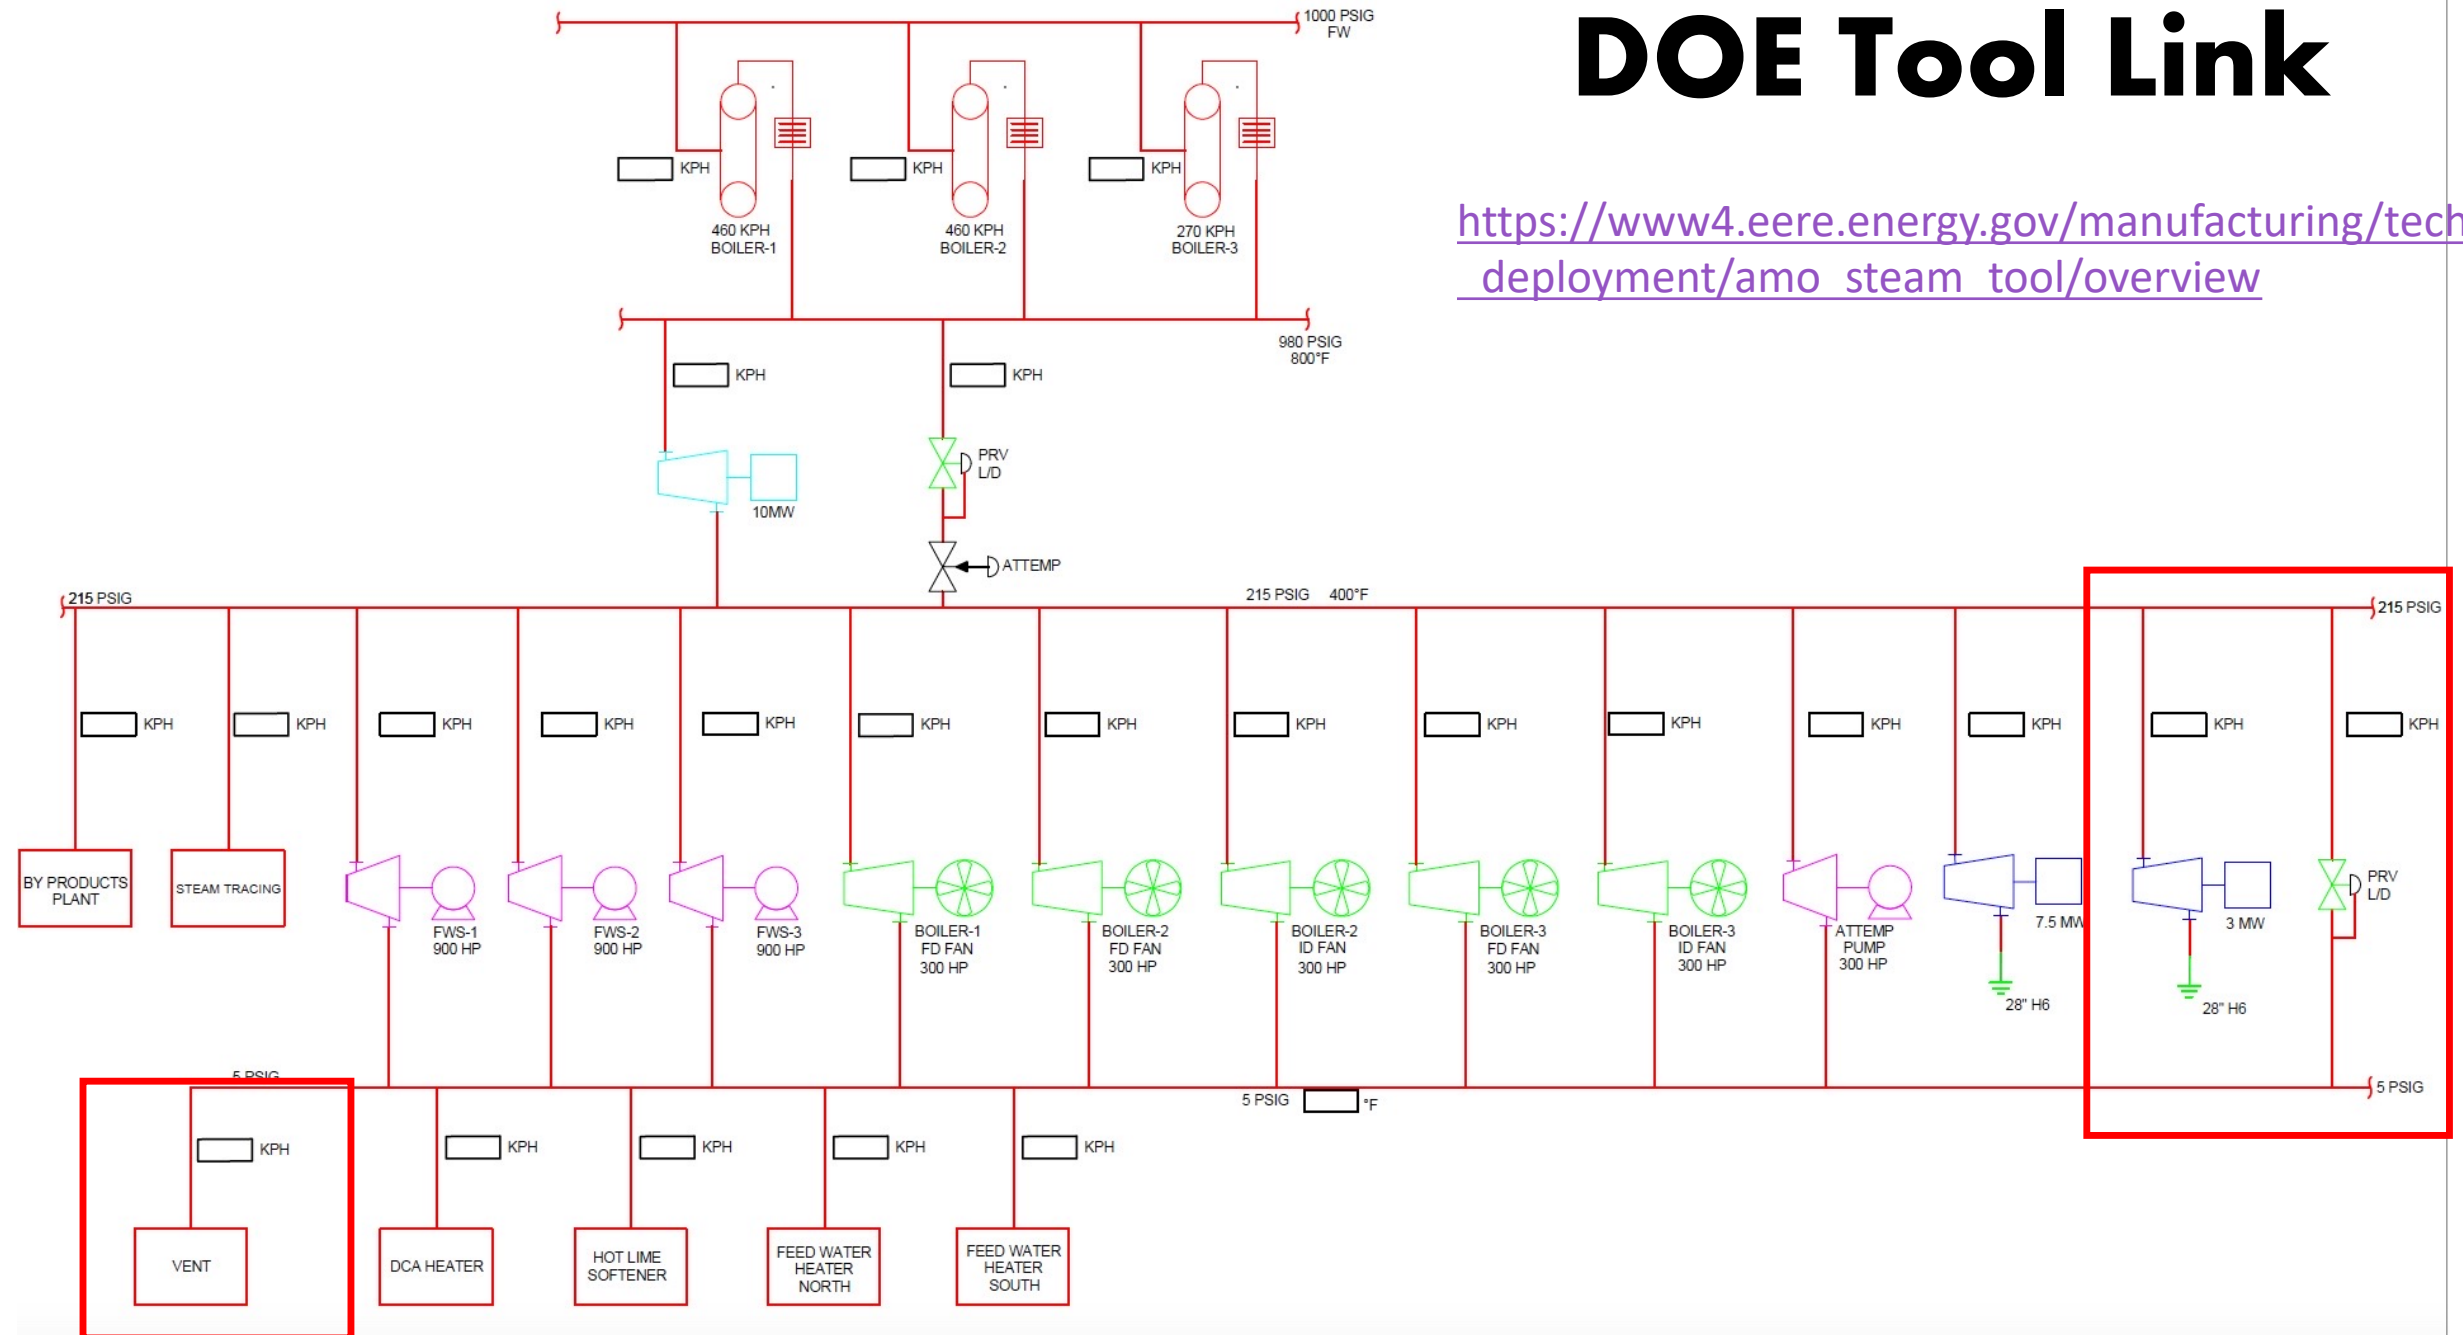 DOE Tool Link
https://www4.eere.energy.gov/manufacturing/tech
_deployment/amo_steam_tool/overview
1000 PSIG
FW
KPH
KPH
KPH
460 KPH
BOILER-1
460 KPH
BOILER-2
270 KPH
BOILER-3
980 PSIG
800°F
KPH
KPH
PRV
L/D
10MW
ATTEMP
215 PSIG
215 PSIG 400°F
215 PSIG
KPH
KPH
KPH
KPH
KPH
KPH
KPH
KPH
KPH
KPH
KPH
KPH
KPH
KPH
BY PRODUCTS
PLANT
STEAM TRACING
FWS-1
900 HP
FWS-2
900 HP
FWS-3
900 HP
BOILER-1
FD FAN
300 HP
BOILER-2
FD FAN
300 HP
BOILER-2
ID FAN
300 HP
BOILER-3
FD FAN
300 HP
BOILER-3
ID FAN
300 HP
ATTEMP
PUMP
300 HP
7.5 MW
28" H6
3 MW
28" H6
PRV
L/D
5 PSIG
5 PSIG °F
5 PSIG
KPH
KPH
KPH
KPH
KPH
VENT
DCA HEATER
HOT LIME
SOFTENER
FEED WATER
HEATER
NORTH
FEED WATER
HEATER
SOUTH